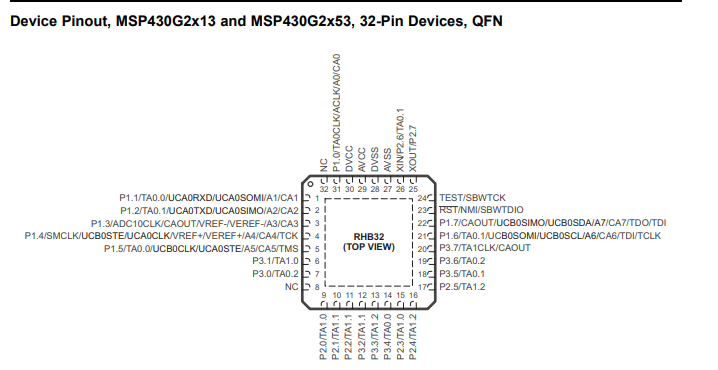 Device Pinout, MSP430G2x13 and MSP430G2x53, 32-Pin Devices, QFN
NC
P1.0/TA0CLK/ACLK/A0/CA0
DVCC
AVCC
DVSS
AVSS
XIN/P2.6/TA0.1
XOUT/P2.7
32 31 30 29 28 27 26 25
P1.1/TA0.0/UCA0RXD/UCA0SOMI/A1/CA1 1
P1.2/TA0.1/UCA0TXD/UCA0SIMO/A2/CA2 2
P1.3/ADC10CLK/CAOUT/VREF-/VEREF-/A3/CA3 3
P1.4/SMCLK/UCB0STE/UCA0CLK/VREF+/VEREF+/A4/CA4/TCK 4
P1.5/TA0.0/UCB0CLK/UCA0STE/A5/CA5/TMS 5
P3.1/TA1.0 6
P3.0/TA0.2 7
NC 8
RHB32
(TOP VIEW)
24 TEST/SBWTCK
23 RST/NMI/SBWTDIO
22 P1.7/CAOUT/UCB0SIMO/UCB0SDA/A7/CA7/TDO/TDI
21 P1.6/TA0.1/UCB0SOMI/UCB0SCL/A6/CA6/TDI/TCLK
20 P3.7/TA1CLK/CAOUT
19 P3.6/TA0.2
18 P3.5/TA0.1
17 P2.5/TA1.2
9 10 11 12 13 14 15 16
P2.0/TA1.0
P2.1/TA1.1
P2.2/TA1.1
P3.2/TA1.1
P3.3/TA1.2
P3.4/TA0.0
P2.3/TA1.0
P2.4/TA1.2